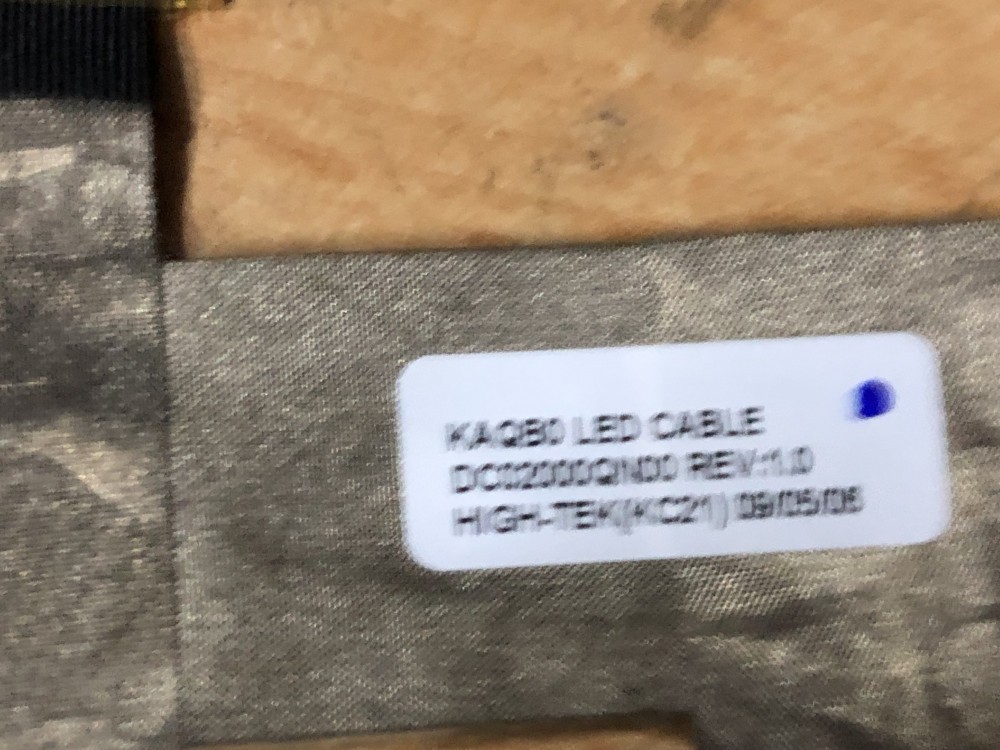 KAQB0 LED CABLE
DC02000QN00 REV:1.0
HIGH-TEK(KC21) 09/05/06